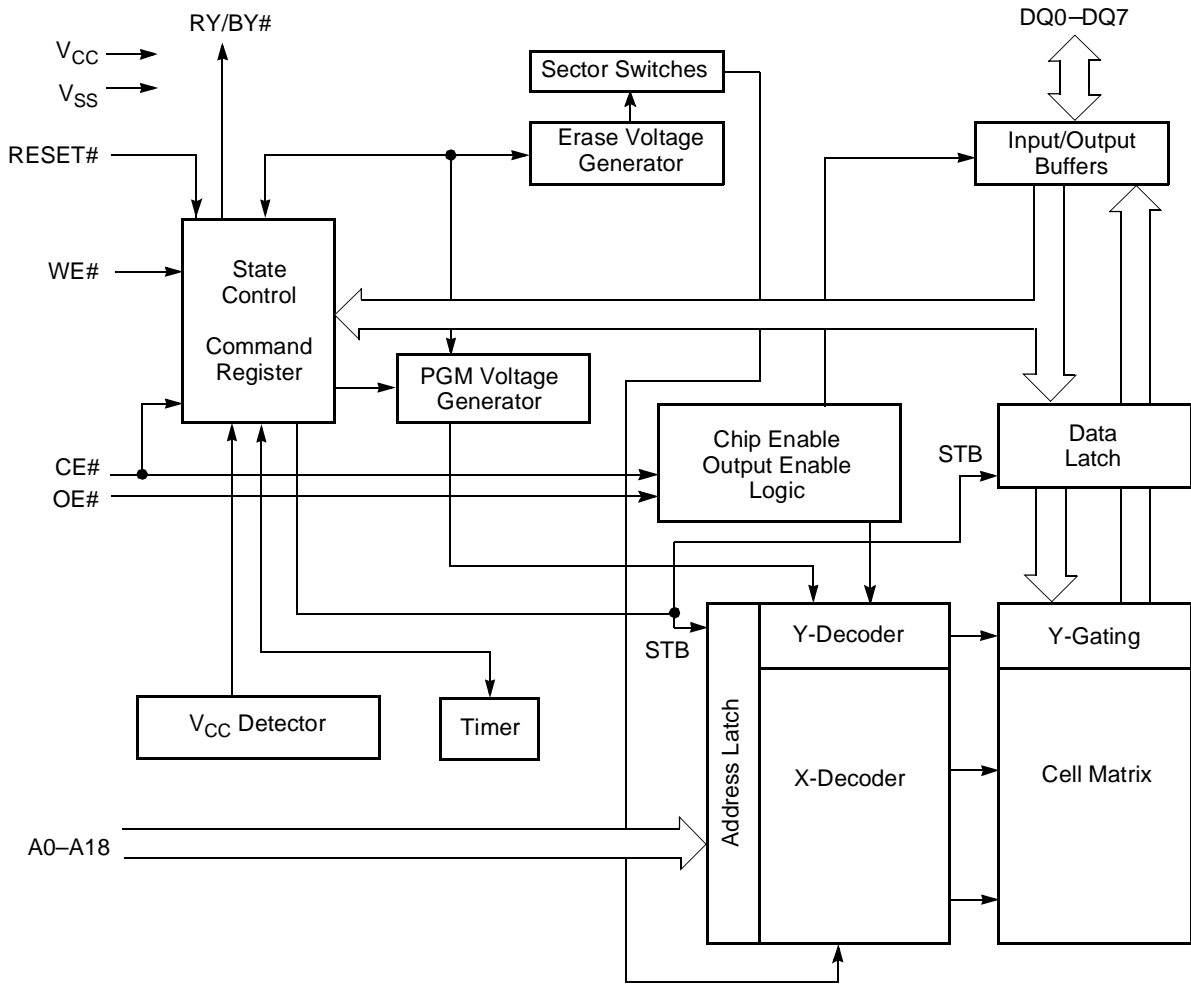 RY/BY#
DQ0–DQ7
VCC
VSS
Sector Switches
RESET#
Erase Voltage
Generator
Input/Output
Buffers
WE#
State
Control
Command
Register
PGM Voltage
Generator
CE#
OE#
Chip Enable
Output Enable
Logic
STB
Data
Latch
STB
Y-Decoder
Y-Gating
VCC Detector
Timer
Address Latch
X-Decoder
Cell Matrix
A0–A18